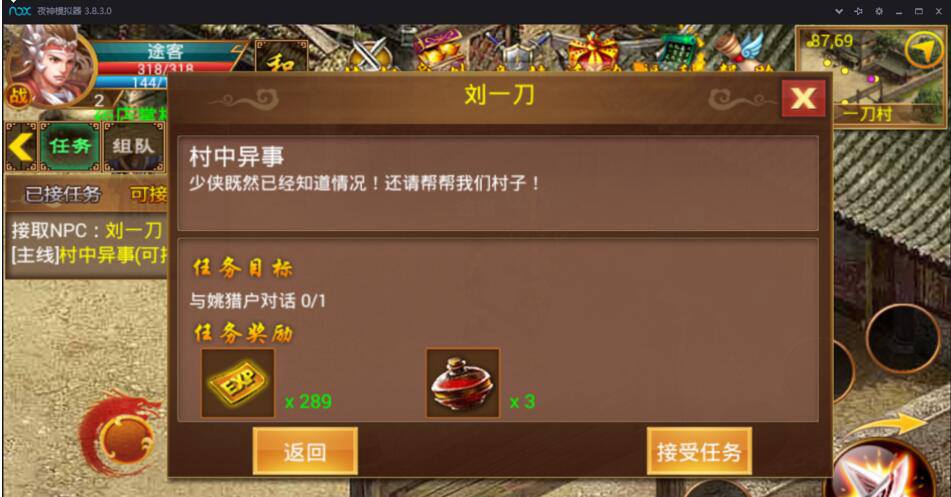 nox 夜神模拟器 3.8.3.0
途客
318/318
战
2
和
87,69
一刀村
任务
组队
已接任务
接取NPC：刘一刀
[主线]村中异事
刘一刀
X
村中异事
少侠既然已经知道情况！还请帮帮我们村子！
任务目标
与姚猎户对话 0/1
任务奖励
EXP
x 289
x 3
返回
接受任务